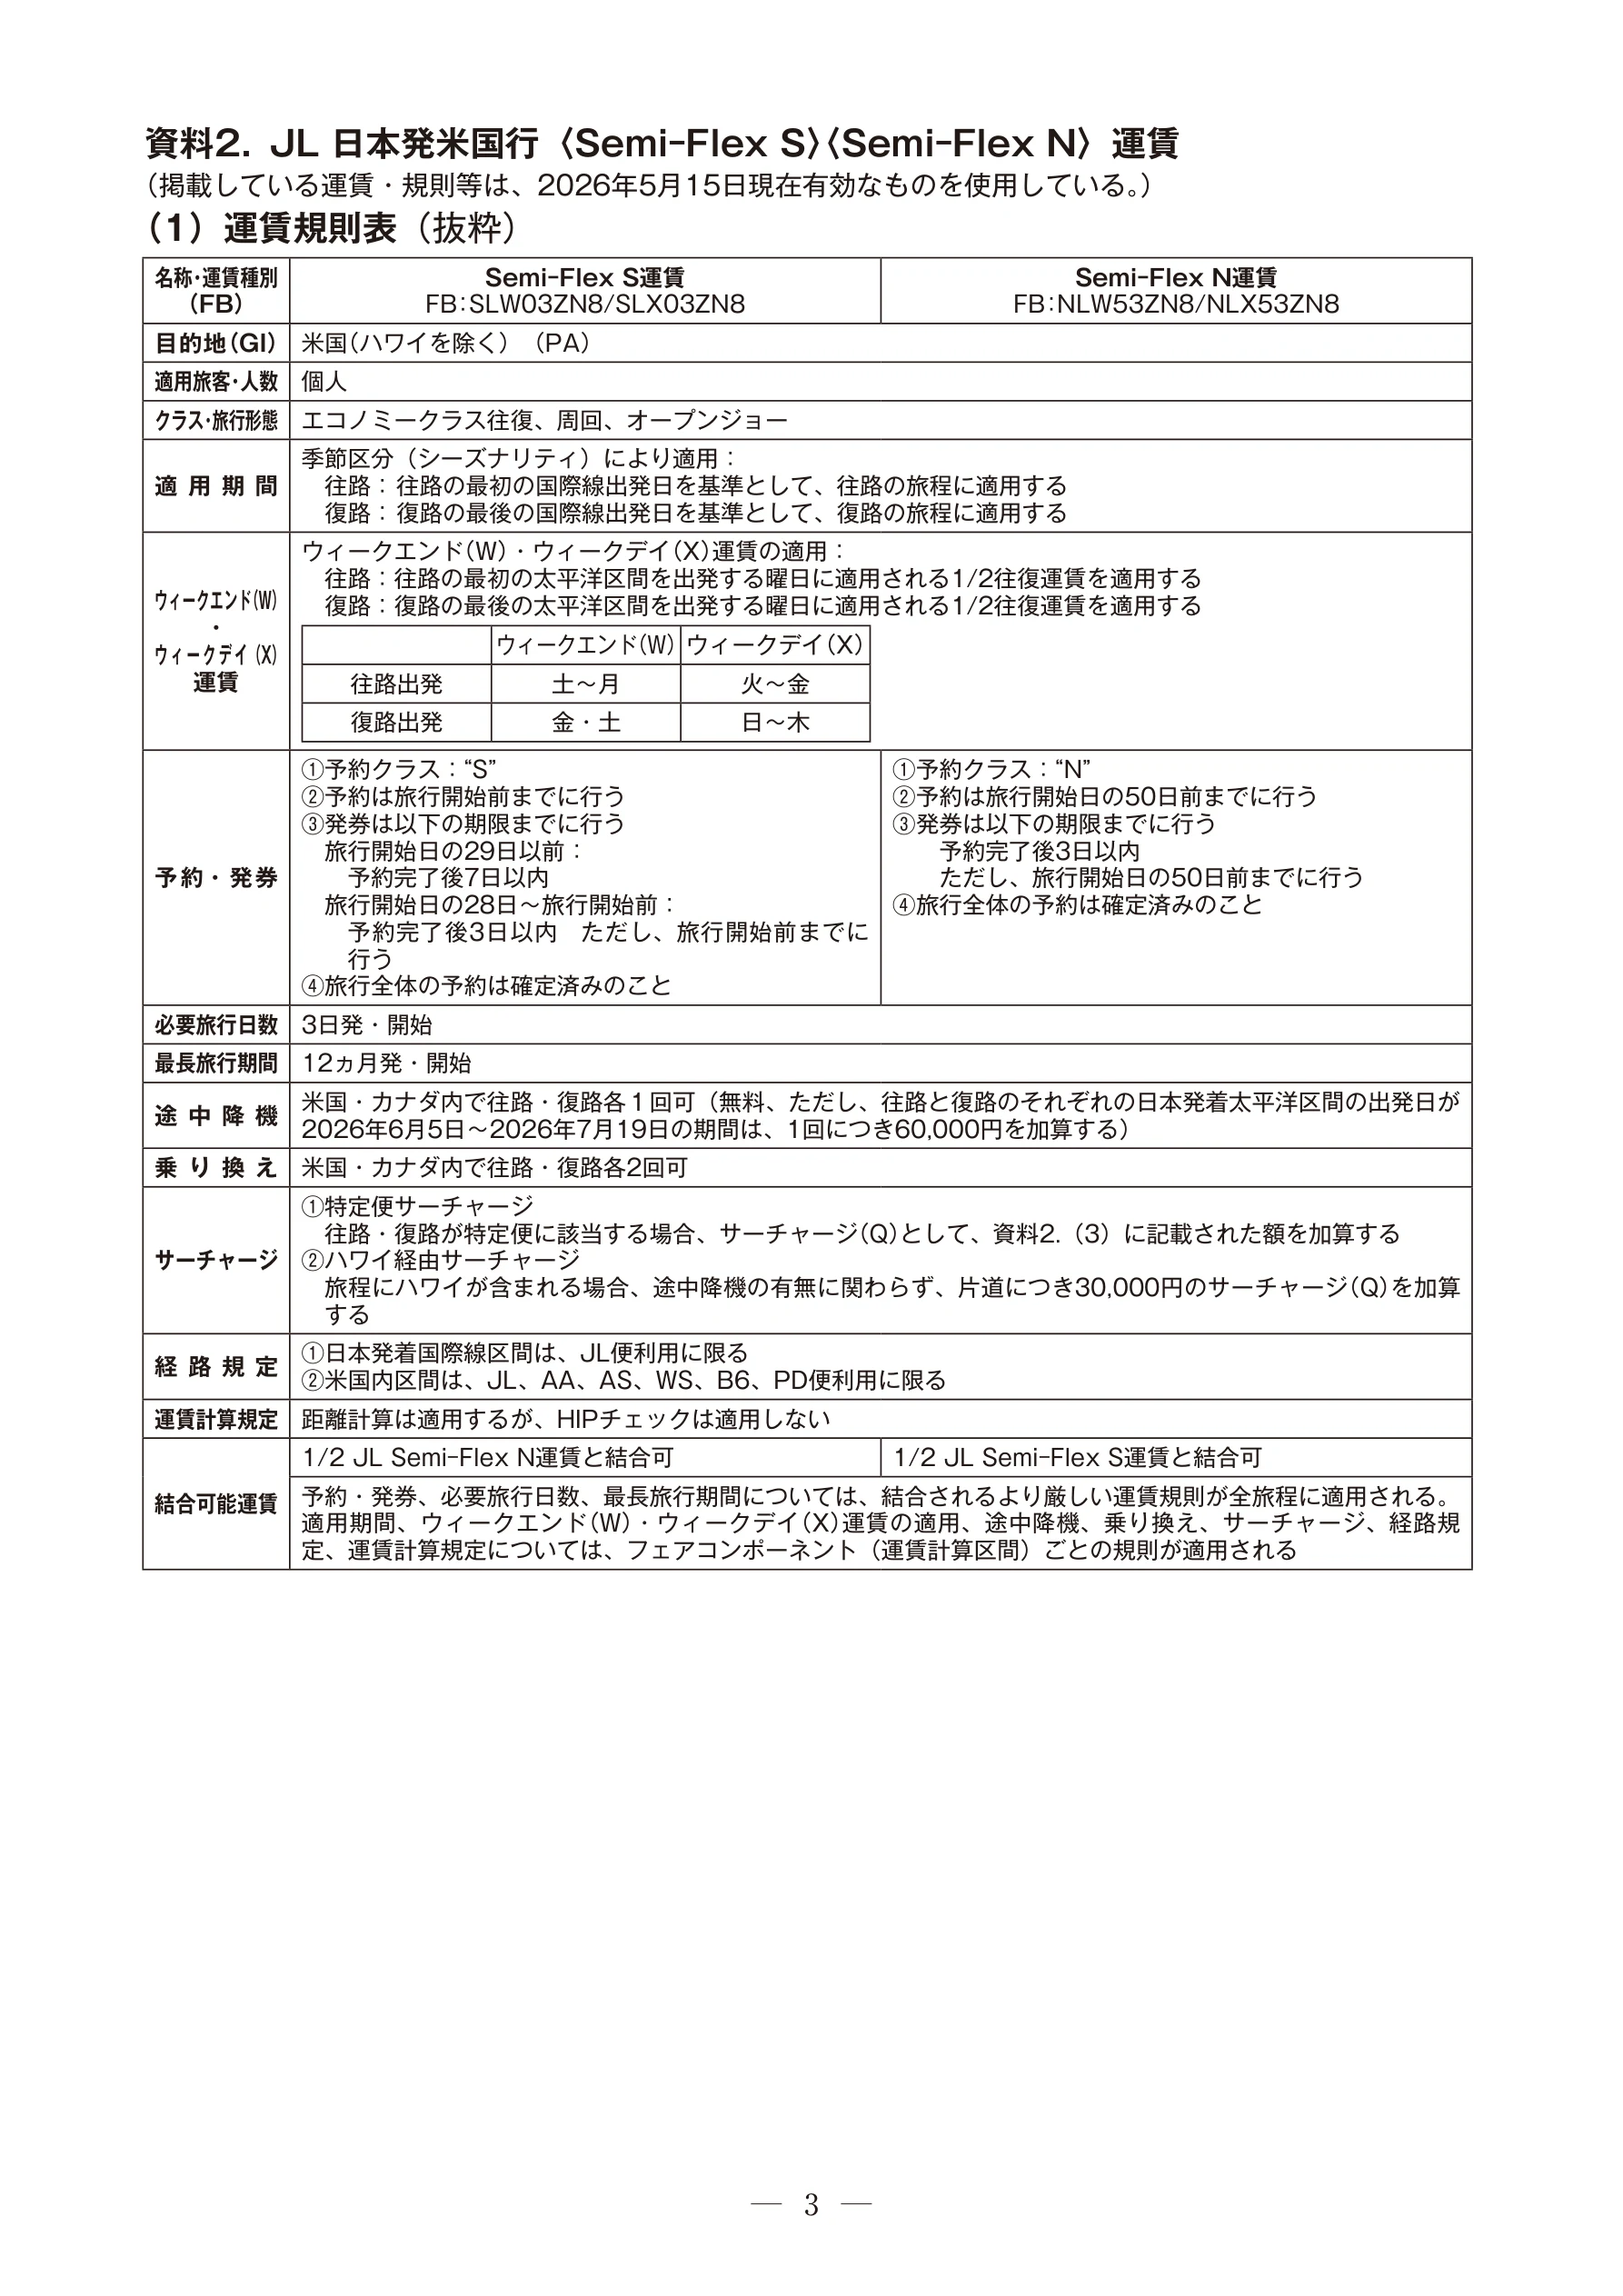 資料2. JL 日本発米国行〈Semi-Flex S〉〈Semi-Flex N〉運賃
（掲載している運賃・規則等は、2026年5月15日現在有効なものを使用している。）
（1）運賃規則表（抜粋）
名称・運賃種別
（FB）
Semi-Flex S運賃
FB：SLW03ZN8/SLX03ZN8
Semi-Flex N運賃
FB：NLW53ZN8/NLX53ZN8
目的地（GI）
米国（ハワイを除く）（PA）
適用旅客・人数
個人
クラス・旅行形態
エコノミークラス往復、周回、オープンジョー
適用期間
季節区分（シーズナリティ）により適用：
往路：往路の最初の国際線出発日を基準として、往路の旅程に適用する
復路：復路の最後の国際線出発日を基準として、復路の旅程に適用する
ウィークエンド（W）
・
ウィークデイ（X）
運賃
ウィークエンド（W）・ウィークデイ（X）運賃の適用：
往路：往路の最初の太平洋区間を出発する曜日に適用される1/2往復運賃を適用する
復路：復路の最後の太平洋区間を出発する曜日に適用される1/2往復運賃を適用する
ウィークエンド（W） ウィークデイ（X）
往路出発 土～月 火～金
復路出発 金・土 日～木
予約・発券
①予約クラス：“S”
②予約は旅行開始前までに行う
③発券は以下の期限までに行う
旅行開始日の29日以前：
予約完了後7日以内
旅行開始日の28日～旅行開始前：
予約完了後3日以内　ただし、旅行開始前までに
行う
④旅行全体の予約は確定済みのこと
①予約クラス：“N”
②予約は旅行開始日の50日前までに行う
③発券は以下の期限までに行う
予約完了後3日以内
ただし、旅行開始日の50日前までに行う
④旅行全体の予約は確定済みのこと
必要旅行日数
3日発・開始
最長旅行期間
12ヵ月発・開始
途中降機
米国・カナダ内で往路・復路各1回可（無料、ただし、往路と復路のそれぞれの日本発着太平洋区間の出発日が
2026年6月5日～2026年7月19日の期間は、1回につき60,000円を加算する）
乗り換え
米国・カナダ内で往路・復路各2回可
サーチャージ
①特定便サーチャージ
往路・復路が特定便に該当する場合、サーチャージ（Q）として、資料2.（3）に記載された額を加算する
②ハワイ経由サーチャージ
旅程にハワイが含まれる場合、途中降機の有無に関わらず、片道につき30,000円のサーチャージ（Q）を加算
する
経路規定
①日本発着国際線区間は、JL便利用に限る
②米国内区間は、JL、AA、AS、WS、B6、PD便利用に限る
運賃計算規定
距離計算は適用するが、HIPチェックは適用しない
結合可能運賃
1/2 JL Semi-Flex N運賃と結合可
1/2 JL Semi-Flex S運賃と結合可
予約・発券、必要旅行日数、最長旅行期間については、結合されるより厳しい運賃規則が全旅程に適用される。
適用期間、ウィークエンド（W）・ウィークデイ（X）運賃の適用、途中降機、乗り換え、サーチャージ、経路規
定、運賃計算規定については、フェアコンポーネント（運賃計算区間）ごとの規則が適用される
― 3 ―